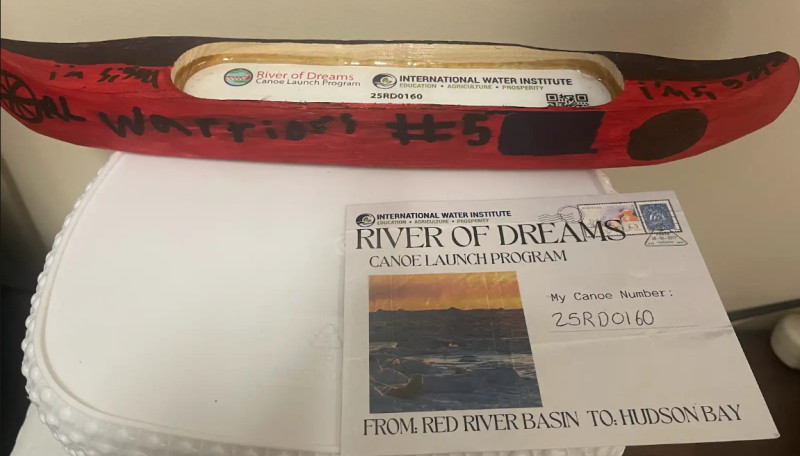 River of Dreams
Canoe Launch Program
INTERNATIONAL WATER INSTITUTE
EDUCATION • AGRICULTURE • PROSPERITY
25RD0160
Warriors #5
INTERNATIONAL WATER INSTITUTE
EDUCATION • AGRICULTURE • PROSPERITY
RIVER OF DREAMS
CANOE LAUNCH PROGRAM
My Canoe Number:
25RD0160
FROM: RED RIVER BASIN TO: HUDSON BAY